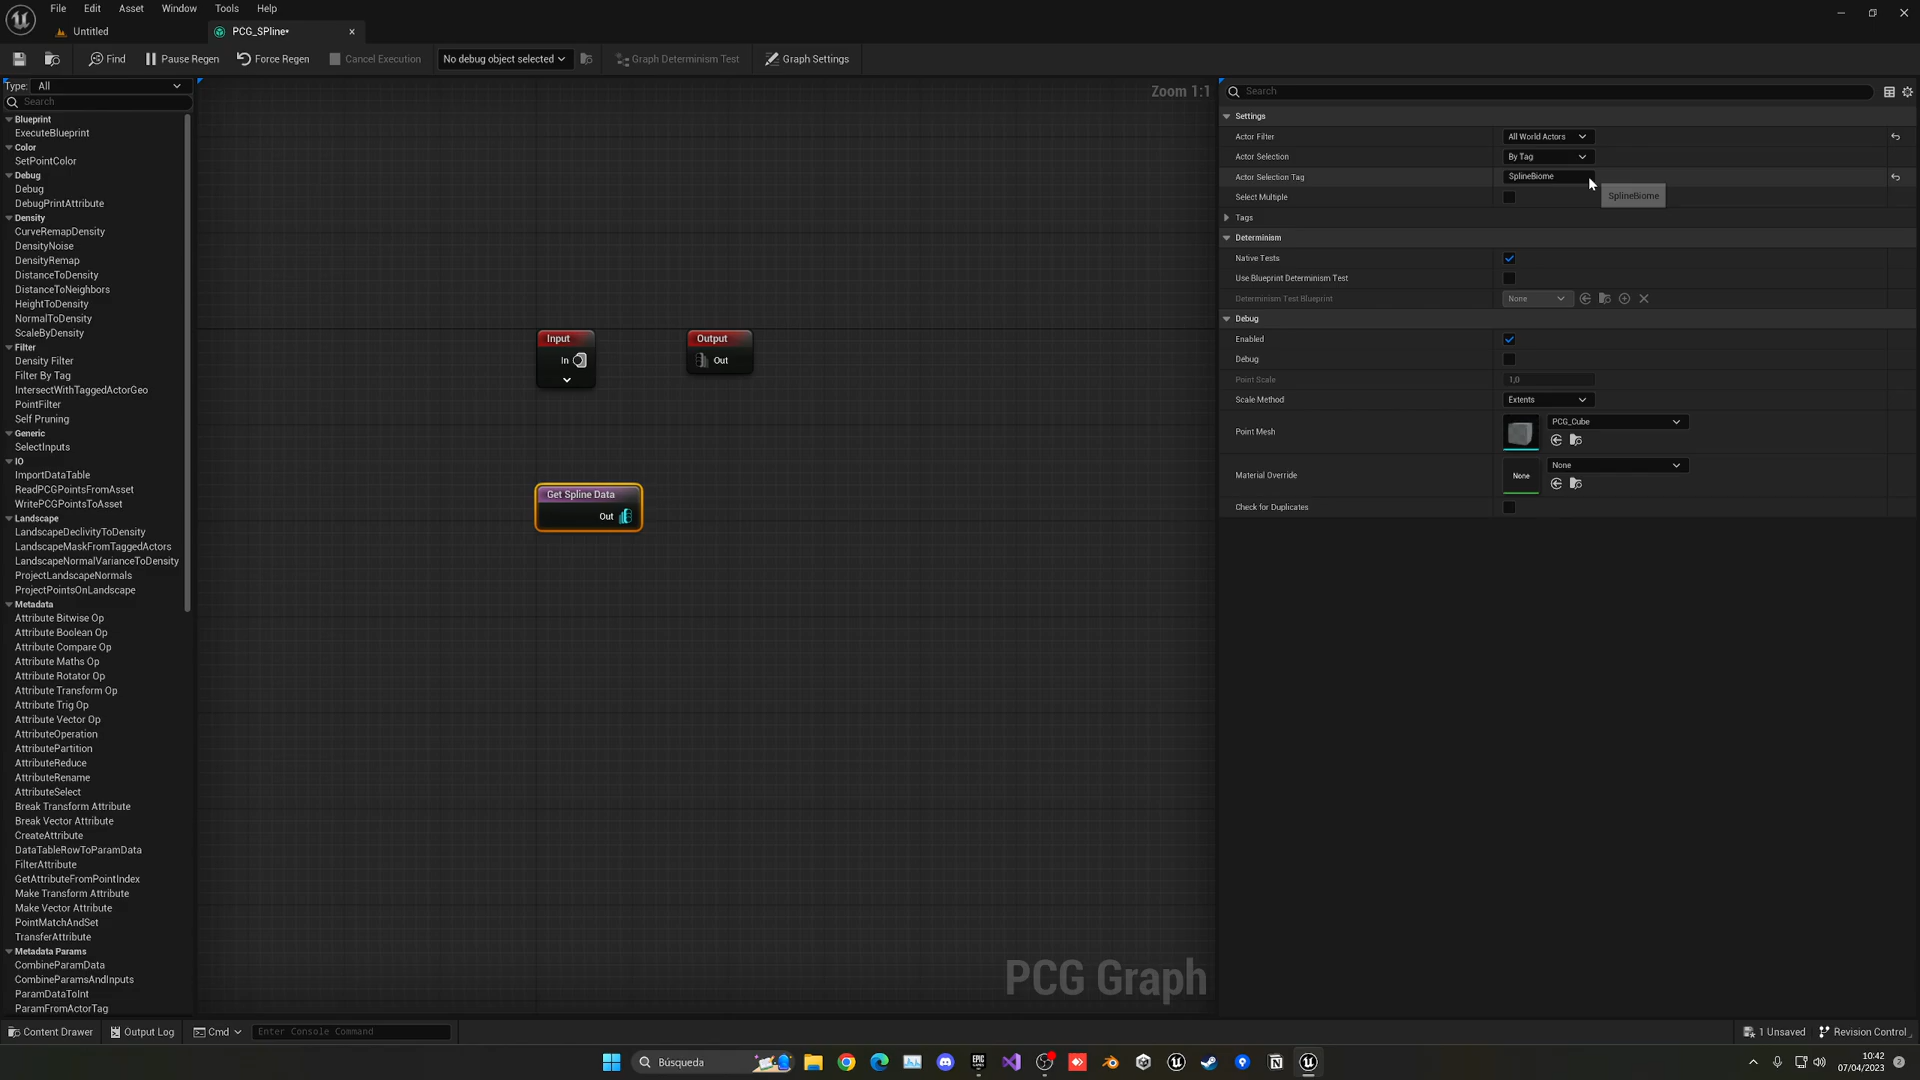 File Edit Asset Window Tools Help
Untitled
PCG_SPline•
Find Pause Regen Force Regen Cancel Execution No debug object selected Graph Determinism Test Graph Settings
Type: All
Search
Blueprint
ExecuteBlueprint
Color
SetPointColor
Debug
Debug
DebugPrintAttribute
Density
CurveRemapDensity
DensityNoise
DensityRemap
DistanceToDensity
DistanceToNeighbors
HeightToDensity
NormalToDensity
ScaleByDensity
Filter
Density Filter
Filter By Tag
IntersectWithTaggedActorGeo
PointFilter
Self Pruning
Generic
SelectInputs
IO
ImportDataTable
ReadPCGPointsFromAsset
WritePCGPointsToAsset
Landscape
LandscapeDeclivityToDensity
LandscapeMaskFromTaggedActors
LandscapeNormalVarianceToDensity
ProjectLandscapeNormals
ProjectPointsOnLandscape
Metadata
Attribute Bitwise Op
Attribute Boolean Op
Attribute Compare Op
Attribute Maths Op
Attribute Rotator Op
Attribute Transform Op
Attribute Trig Op
Attribute Vector Op
AttributeOperation
AttributePartition
AttributeReduce
AttributeRename
AttributeSelect
Break Transform Attribute
Break Vector Attribute
CreateAttribute
DataTableRowToParamData
FilterAttribute
GetAttributeFromPointIndex
Make Transform Attribute
Make Vector Attribute
PointMatchAndSet
TransferAttribute
Metadata Params
CombineParamData
CombineParamsAndInputs
ParamDataToInt
ParamFromActorTag
Zoom 1:1
Input
In
Output
Out
Get Spline Data
Out
PCG Graph
Search
Settings
Actor Filter All World Actors
Actor Selection By Tag
Actor Selection Tag SplineBiome
SplineBiome
Select Multiple
Tags
Determinism
Native Tests
Use Blueprint Determinism Test
Determinism Test Blueprint None
Debug
Enabled
Debug
Point Scale 1,0
Scale Method Extents
Point Mesh PCG_Cube
Material Override None None
Check for Duplicates
Content Drawer Output Log Cmd Enter Console Command 1 Unsaved Revision Control
Búsqueda
EPIC GAMES
10:42
07/04/2023
2